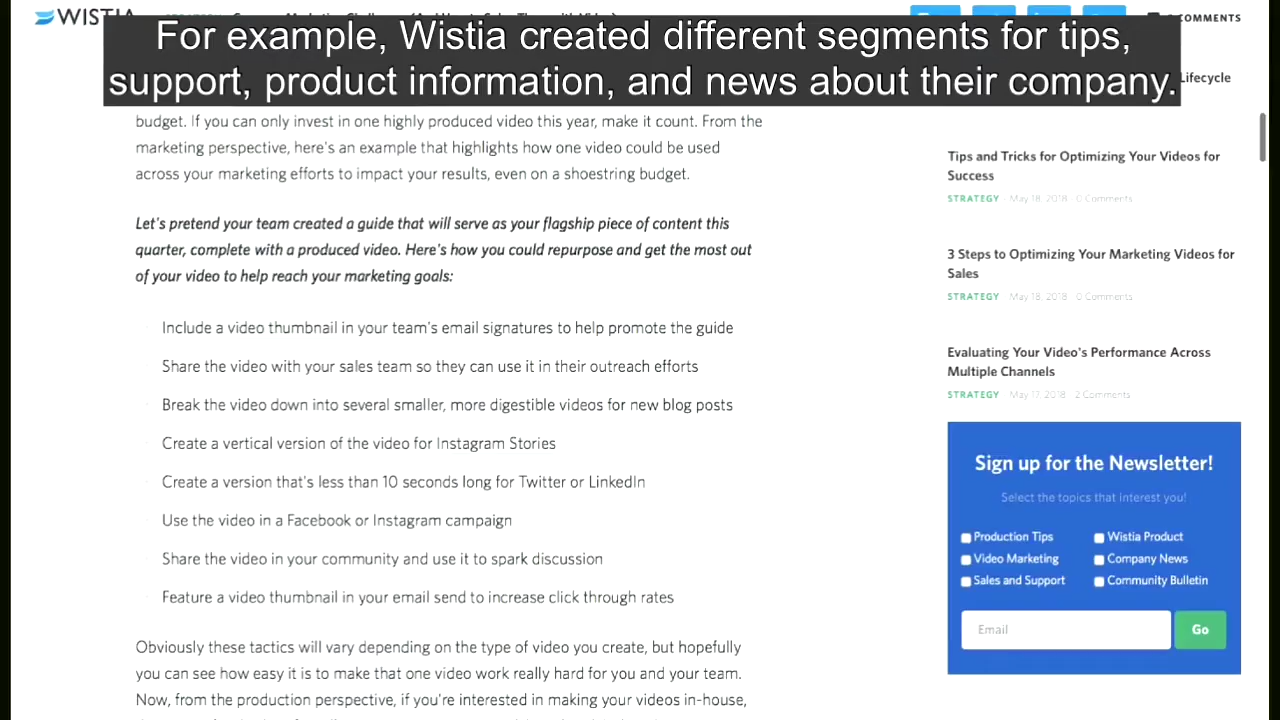 WISTIA
COMMENTS
For example, Wistia created different segments for tips,
support, product information, and news about their company.
Lifecycle
budget. If you can only invest in one highly produced video this year, make it count. From the
marketing perspective, here's an example that highlights how one video could be used
across your marketing efforts to impact your results, even on a shoestring budget.
Let's pretend your team created a guide that will serve as your flagship piece of content this
quarter, complete with a produced video. Here's how you could repurpose and get the most out
of your video to help reach your marketing goals:
Include a video thumbnail in your team's email signatures to help promote the guide
Share the video with your sales team so they can use it in their outreach efforts
Break the video down into several smaller, more digestible videos for new blog posts
Create a vertical version of the video for Instagram Stories
Create a version that's less than 10 seconds long for Twitter or LinkedIn
Use the video in a Facebook or Instagram campaign
Share the video in your community and use it to spark discussion
Feature a video thumbnail in your email send to increase click through rates
Obviously these tactics will vary depending on the type of video you create, but hopefully
you can see how easy it is to make that one video work really hard for you and your team.
Now, from the production perspective, if you're interested in making your videos in-house,
Tips and Tricks for Optimizing Your Videos for
Success
STRATEGY May 18, 2018 0 Comments
3 Steps to Optimizing Your Marketing Videos for
Sales
STRATEGY May 18, 2018 0 Comments
Evaluating Your Video's Performance Across
Multiple Channels
STRATEGY May 17, 2018 2 Comments
Sign up for the Newsletter!
Select the topics that interest you!
Production Tips
Wistia Product
Video Marketing
Company News
Sales and Support
Community Bulletin
Email
Go